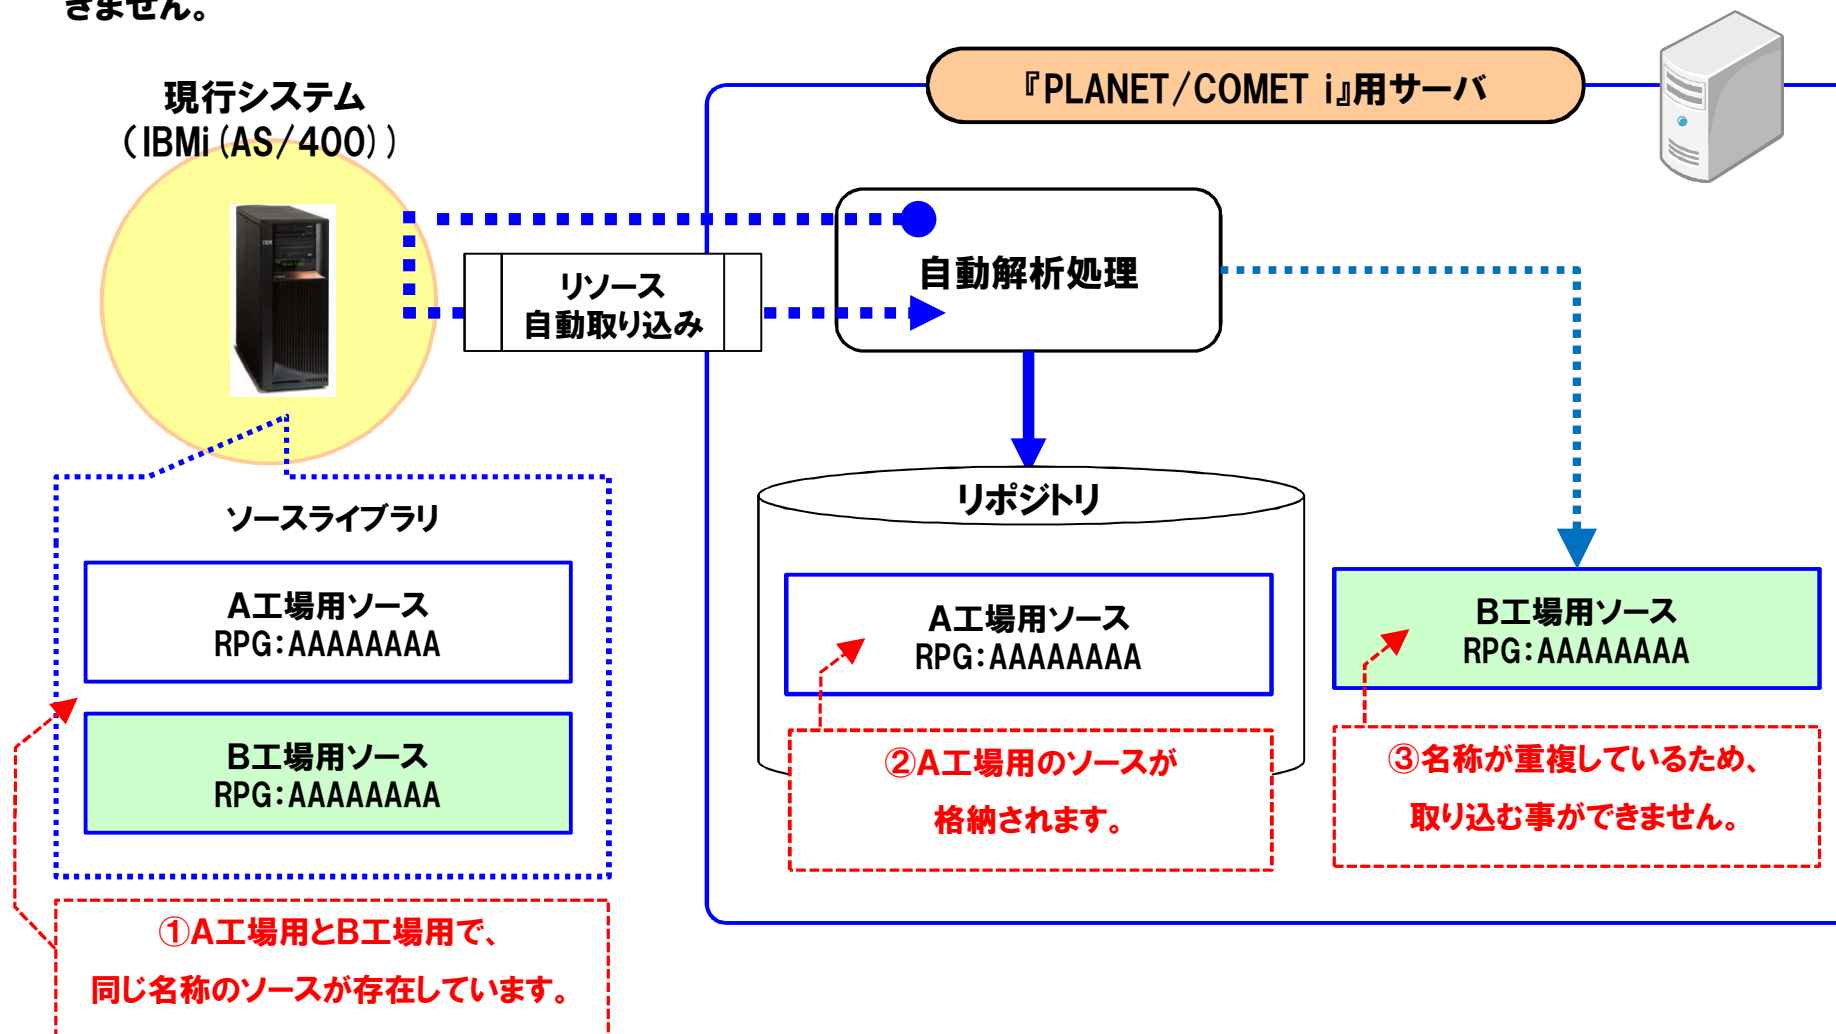 きません。
現行システム
(IBMi(AS/400))
『PLANET/COMET i』用サーバ
リソース
自動取り込み
自動解析処理
ソースライブラリ
A工場用ソース
RPG:AAAAAAAA
B工場用ソース
RPG:AAAAAAAA
①A工場用とB工場用で、
同じ名称のソースが存在しています。
リポジトリ
A工場用ソース
RPG:AAAAAAAA
②A工場用のソースが
格納されます。
B工場用ソース
RPG:AAAAAAAA
③名称が重複しているため、
取り込む事ができません。